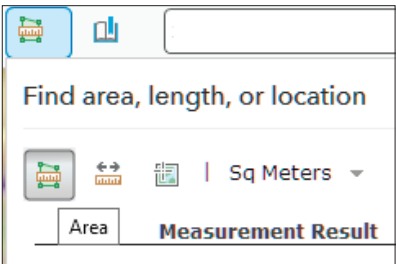 Find area, length, or location
Sq Meters
Area
Measurement Result